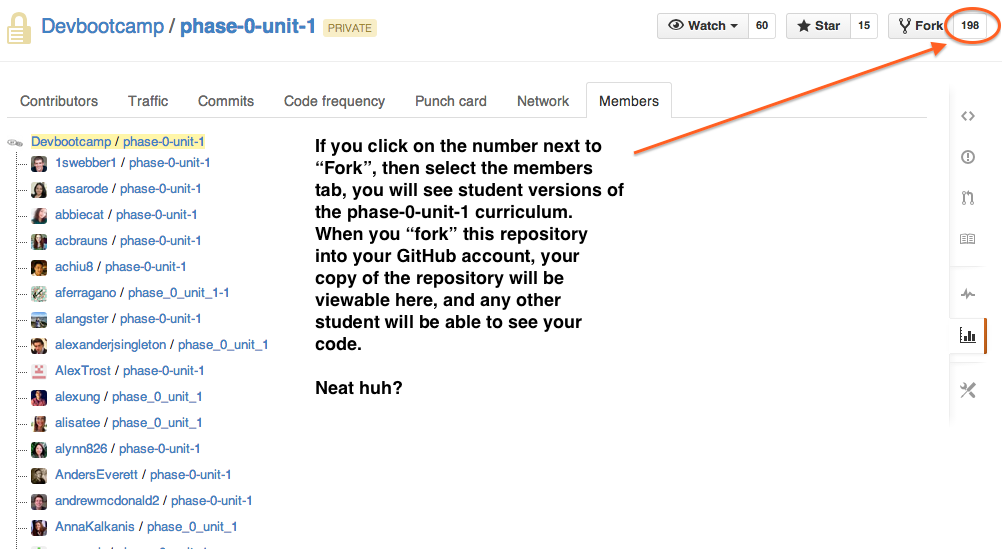 Devbootcamp / phase-0-unit-1 PRIVATE
Watch 60 Star 15 Fork 198
Contributors Traffic Commits Code frequency Punch card Network Members
Devbootcamp / phase-0-unit-1
1swebber1 / phase-0-unit-1
aasarode / phase-0-unit-1
abbiecat / phase-0-unit-1
acbrauns / phase-0-unit-1
achiu8 / phase-0-unit-1
aferragano / phase_0_unit_1-1
alangster / phase-0-unit-1
alexanderjsingleton / phase_0_unit_1
AlexTrost / phase-0-unit-1
alexung / phase_0_unit_1
alisatee / phase_0_unit_1
alynn826 / phase-0-unit-1
AndersEverett / phase-0-unit-1
andrewmcdonald2 / phase-0-unit-1
AnnaKalkanis / phase_0_unit_1
If you click on the number next to
“Fork”, then select the members
tab, you will see student versions of
the phase-0-unit-1 curriculum.
When you “fork” this repository
into your GitHub account, your
copy of the repository will be
viewable here, and any other
student will be able to see your
code.
Neat huh?